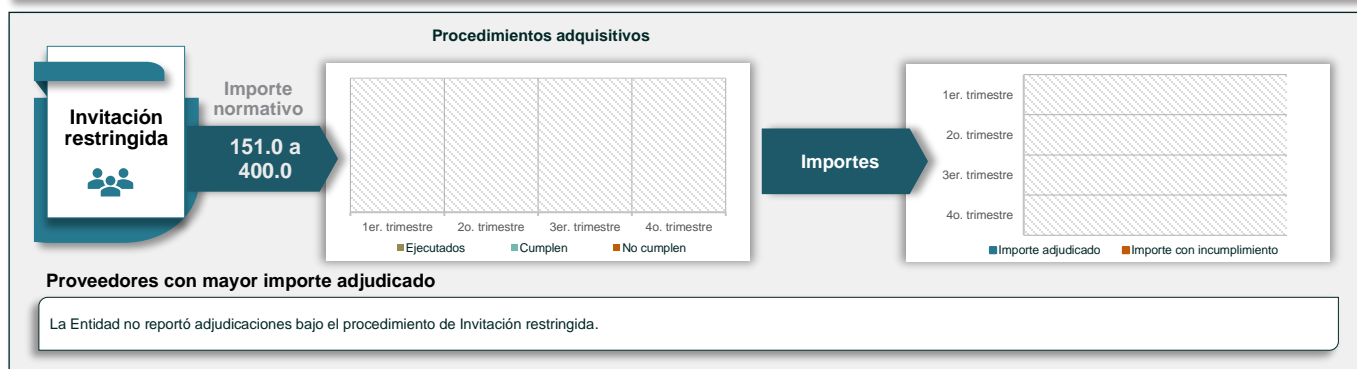 Procedimientos adquisitivos
Invitación
restringida
Importe
normativo
151.0 a
400.0
1er. trimestre 2o. trimestre 3er. trimestre 4o. trimestre
Ejecutados Cumplen No cumplen
Importes
1er. trimestre
2o. trimestre
3er. trimestre
4o. trimestre
Importe adjudicado Importe con incumplimiento
Proveedores con mayor importe adjudicado
La Entidad no reportó adjudicaciones bajo el procedimiento de Invitación restringida.